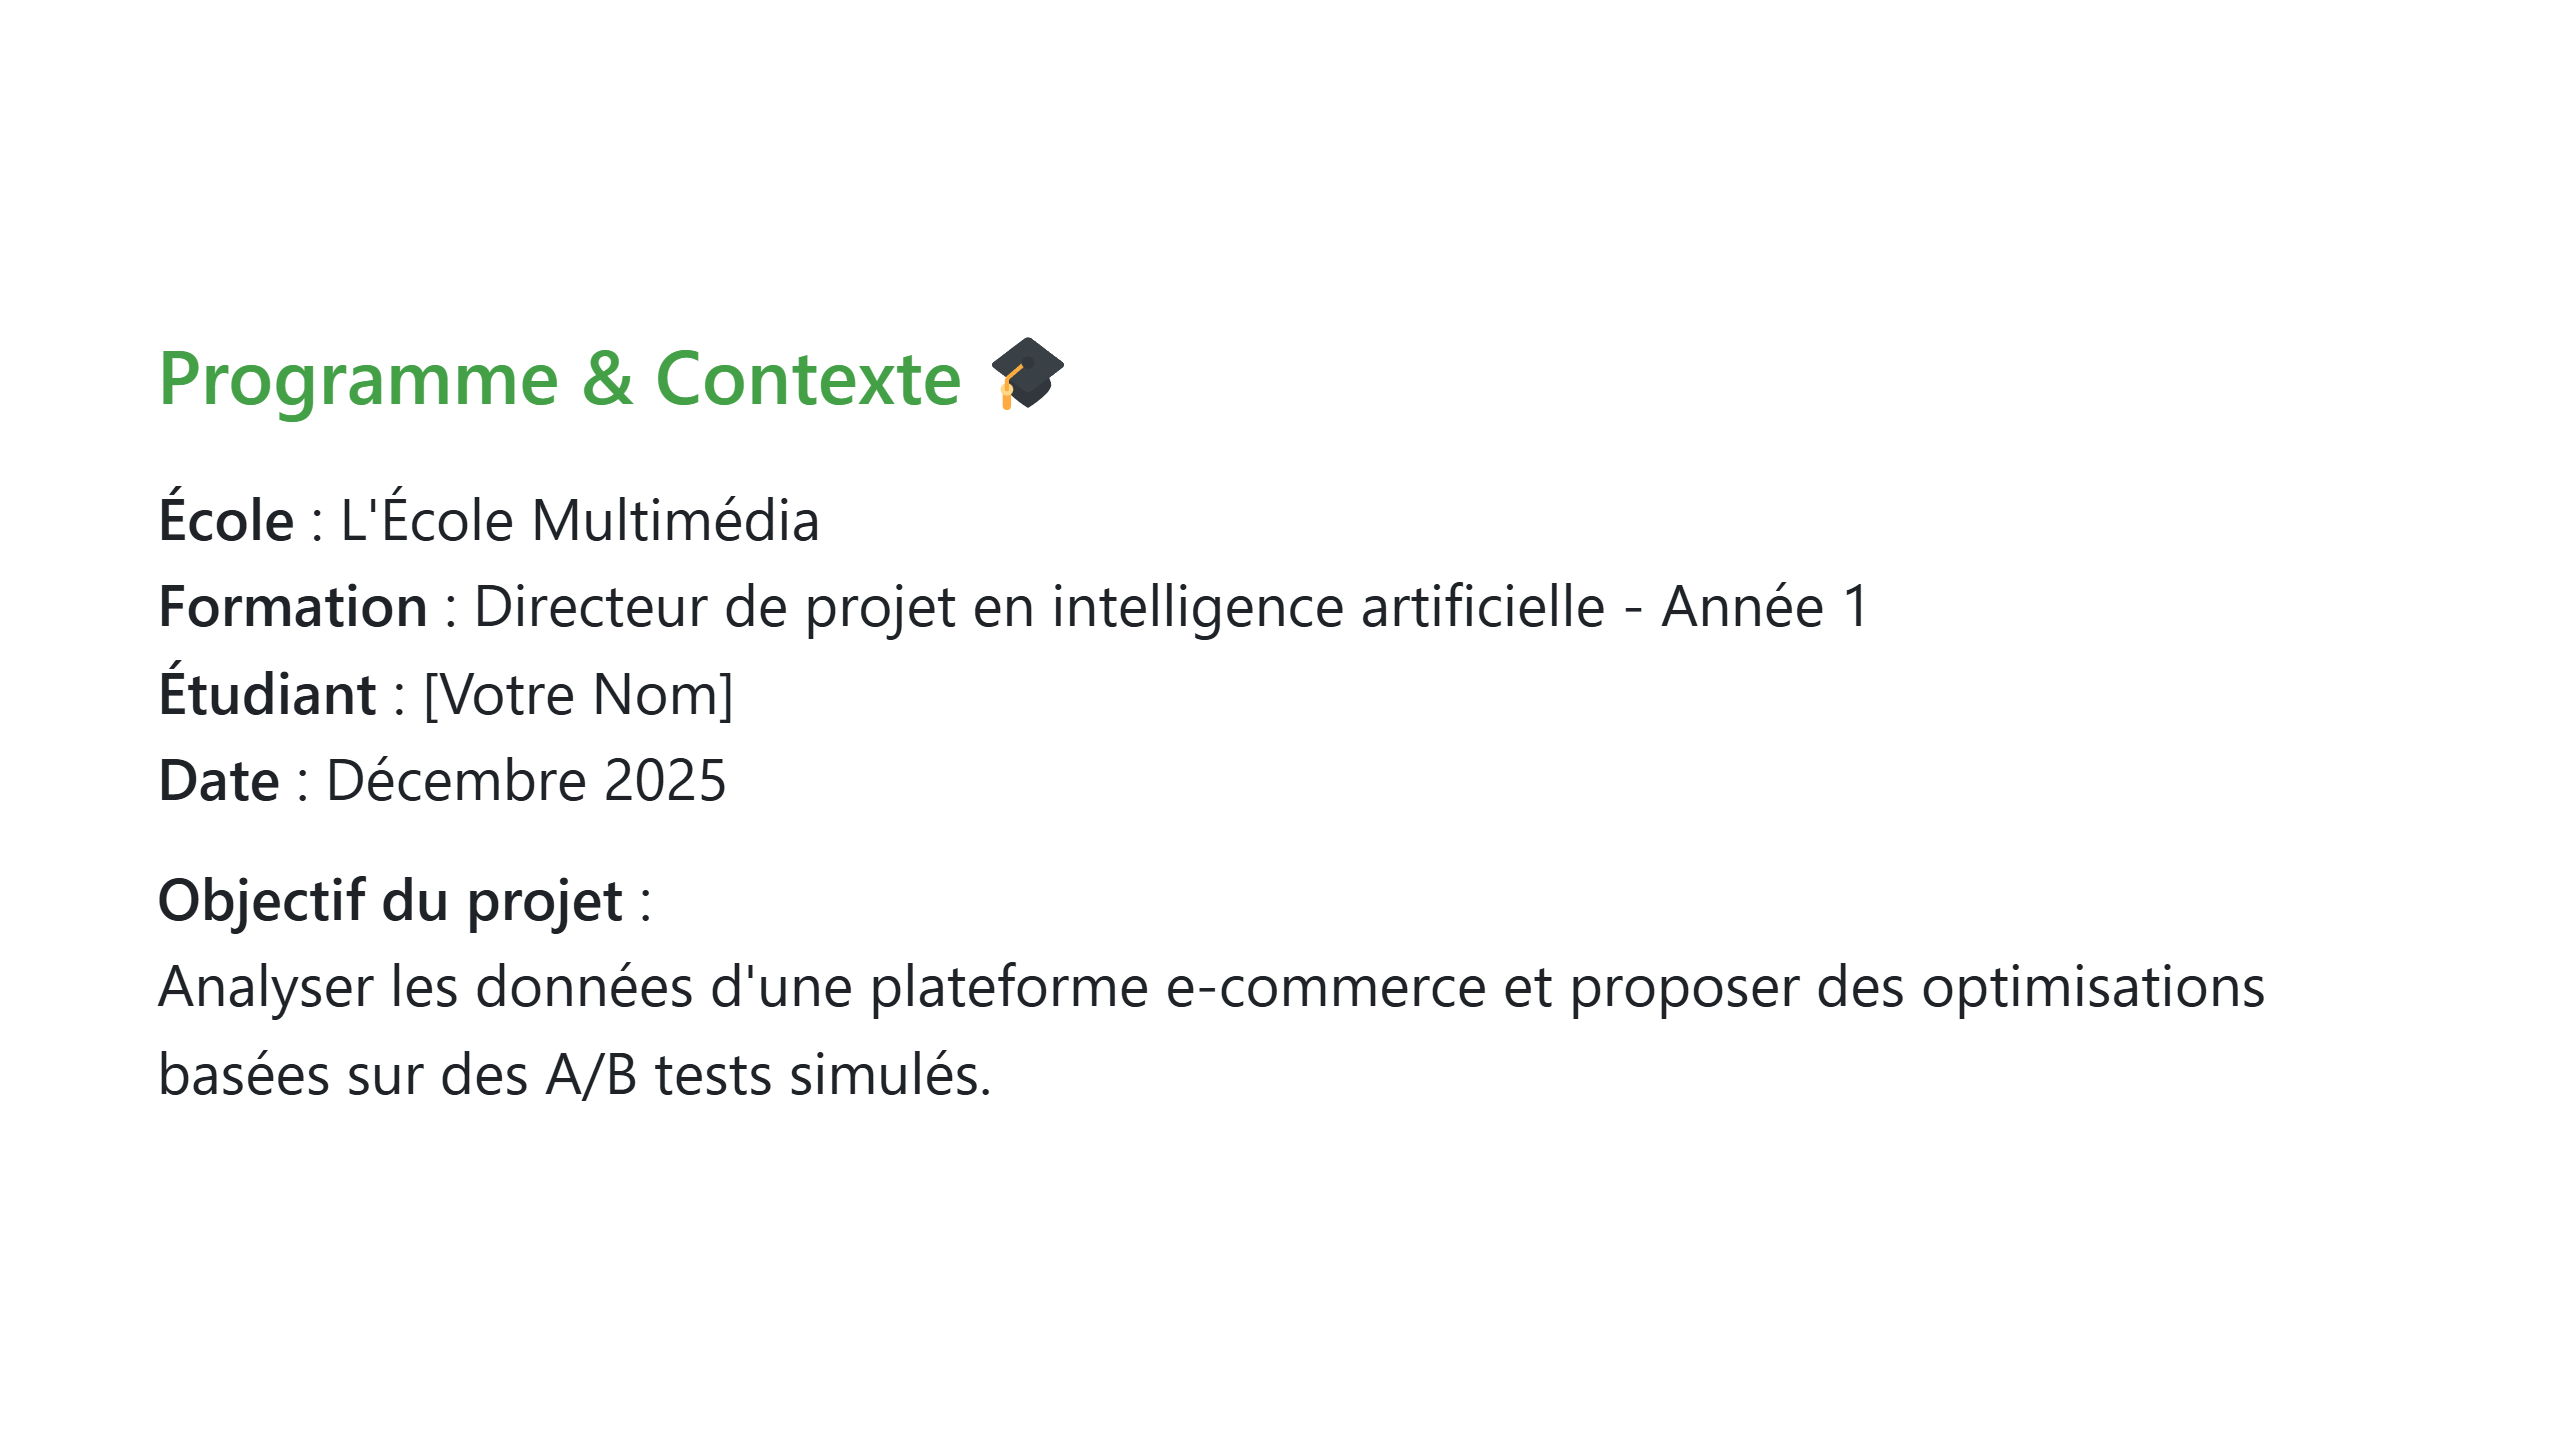 Programme & Contexte 🎓
École : L'École Multimédia
Formation : Directeur de projet en intelligence artificielle - Année 1
Étudiant : [Votre Nom]
Date : Décembre 2025
Objectif du projet :
Analyser les données d'une plateforme e-commerce et proposer des optimisations
basées sur des A/B tests simulés.